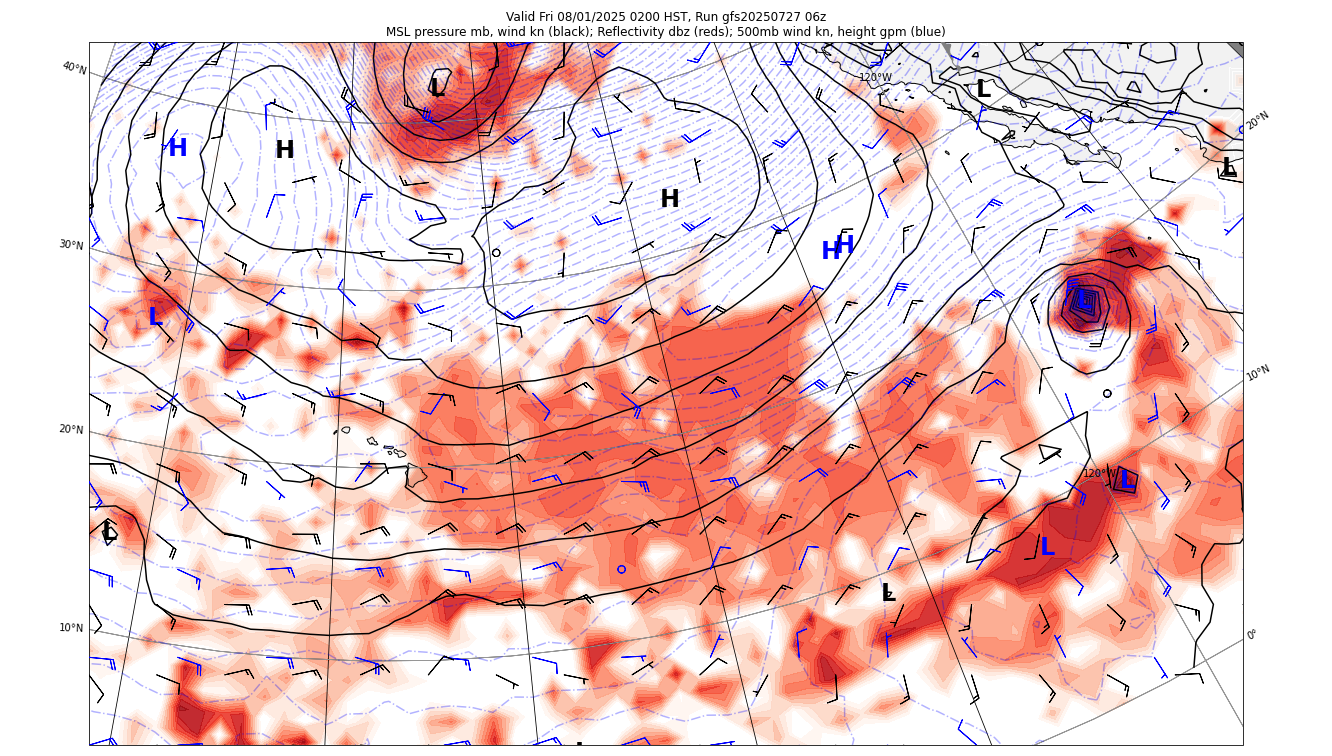 Valid Fri 08/01/2025 0200 HST, Run gfs20250727 06z
MSL pressure mb, wind kn (black); Reflectivity dbz (reds); 500mb wind kn, height gpm (blue)
40°N
120°W
L
L
20°N
H
H
L
H
30°N
H
H
L
L
10°N
20°N
120°W
L
L
L
L
10°N
0°
L